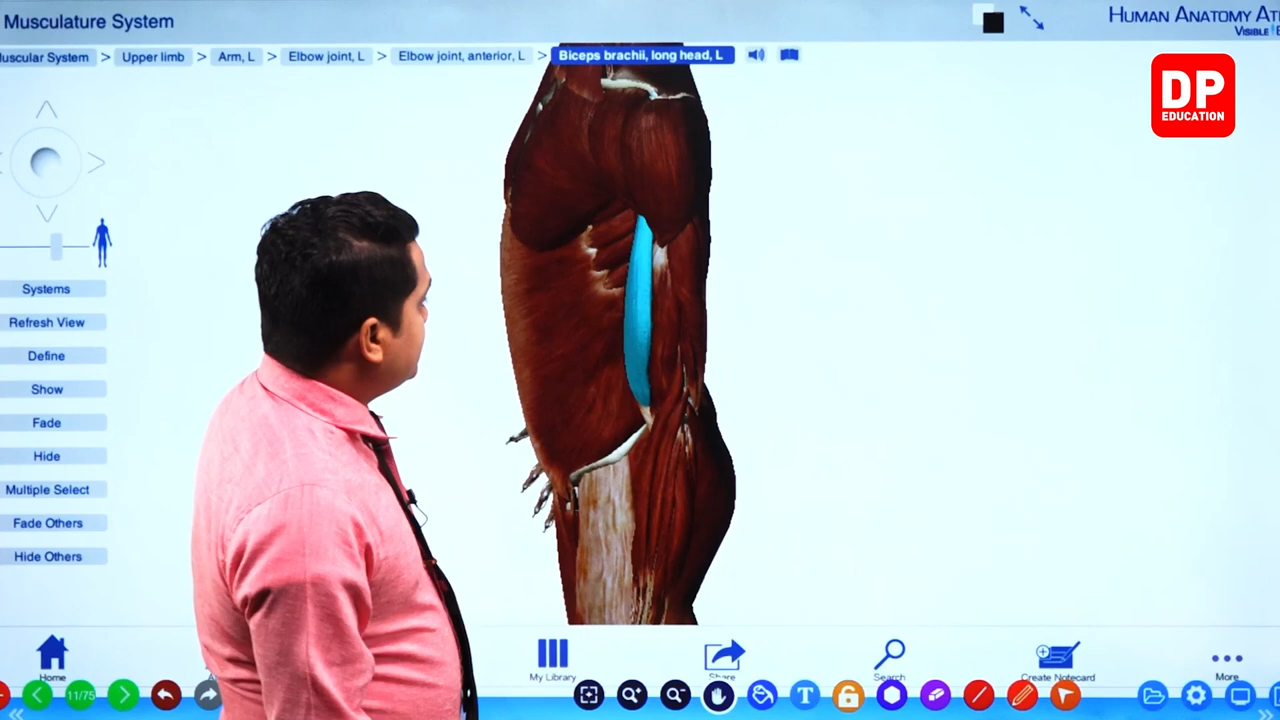 Musculature System
HUMAN ANATOMY
VISIBLE
uscular System > Upper limb > Arm, L > Elbow joint, L > Elbow joint, anterior, L > Biceps brachii, long head, L
DP
EDUCATION
Systems
Refresh View
Define
Show
Fade
Hide
Multiple Select
Fade Others
Hide Others
Home
My Library
Share
Search
Create Notecard
More
11/75
T